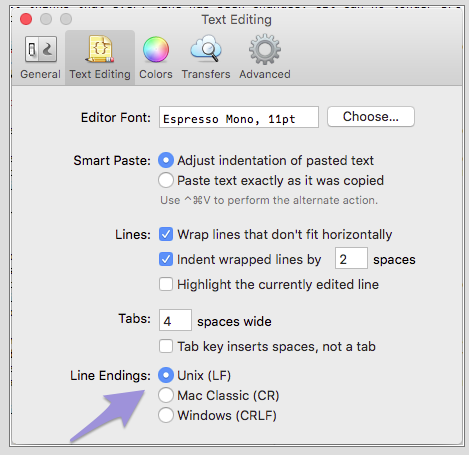 Text Editing
General Text Editing Colors Transfers Advanced
Editor Font: Espresso Mono, 11pt Choose...
Smart Paste: Adjust indentation of pasted text
Paste text exactly as it was copied
Use ^⌘V to perform the alternate action.
Lines: Wrap lines that don't fit horizontally
Indent wrapped lines by 2 spaces
Highlight the currently edited line
Tabs: 4 spaces wide
Tab key inserts spaces, not a tab
Line Endings: Unix (LF)
Mac Classic (CR)
Windows (CRLF)